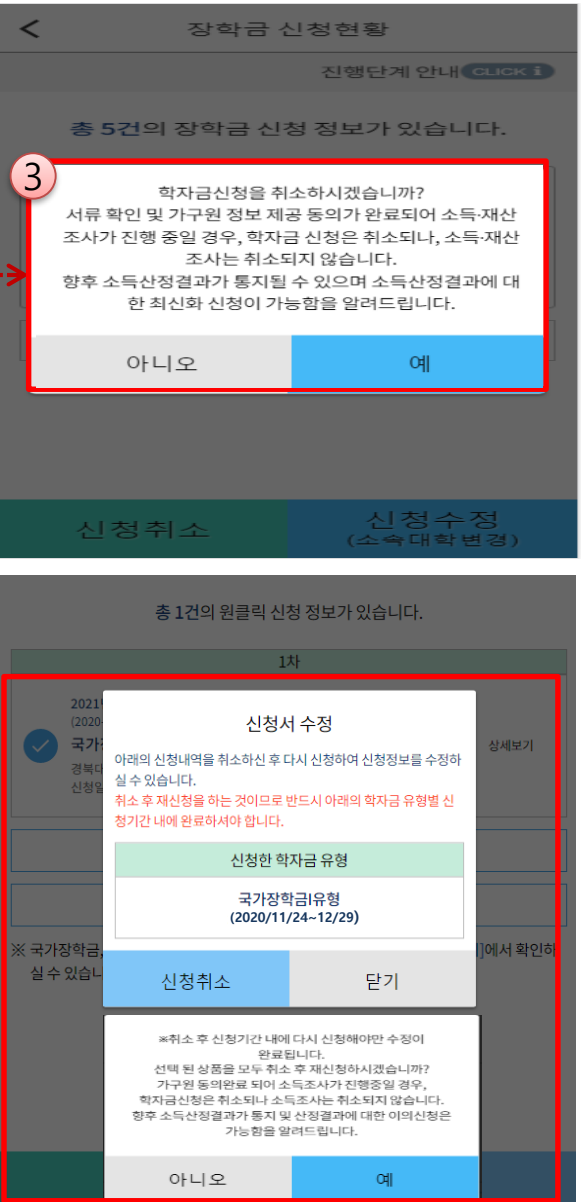 < 장학금 신청현황
진행단계 안내 CLICK i
총 5건의 장학금 신청 정보가 있습니다.
3
학자금신청을 취소하시겠습니까?
서류 확인 및 가구원 정보 제공 동의가 완료되어 소득·재산
조사가 진행 중일 경우, 학자금 신청은 취소되나, 소득·재산
조사는 취소되지 않습니다.
향후 소득산정결과가 통지될 수 있으며 소득산정결과에 대
한 최신화 신청이 가능함을 알려드립니다.
아니오 예
신청취소 신청수정
(소속대학변경)
총 1건의 원클릭 신청 정보가 있습니다.
1차
2021
(2020-
국가
경북대
신청일
상세보기
신청서 수정
아래의 신청내역을 취소하신 후 다시 신청하여 신청정보를 수정하
실 수 있습니다.
취소 후 재신청을 하는 것이므로 반드시 아래의 학자금 유형별 신
청기간 내에 완료하셔야 합니다.
신청한 학자금 유형
국가장학금I유형
(2020/11/24~12/29)
※ 국가장학금, ]에서 확인하
실 수 있습니
신청취소 닫기
※취소 후 신청기간 내에 다시 신청해야만 수정이
완료됩니다.
선택 된 상품을 모두 취소 후 재신청하시겠습니까?
가구원 동의완료 되어 소득조사가 진행중일 경우,
학자금신청은 취소되나 소득조사는 취소되지 않습니다.
향후 소득산정결과가 통지 및 산정결과에 대한 이의신청은
가능함을 알려드립니다.
아니오 예